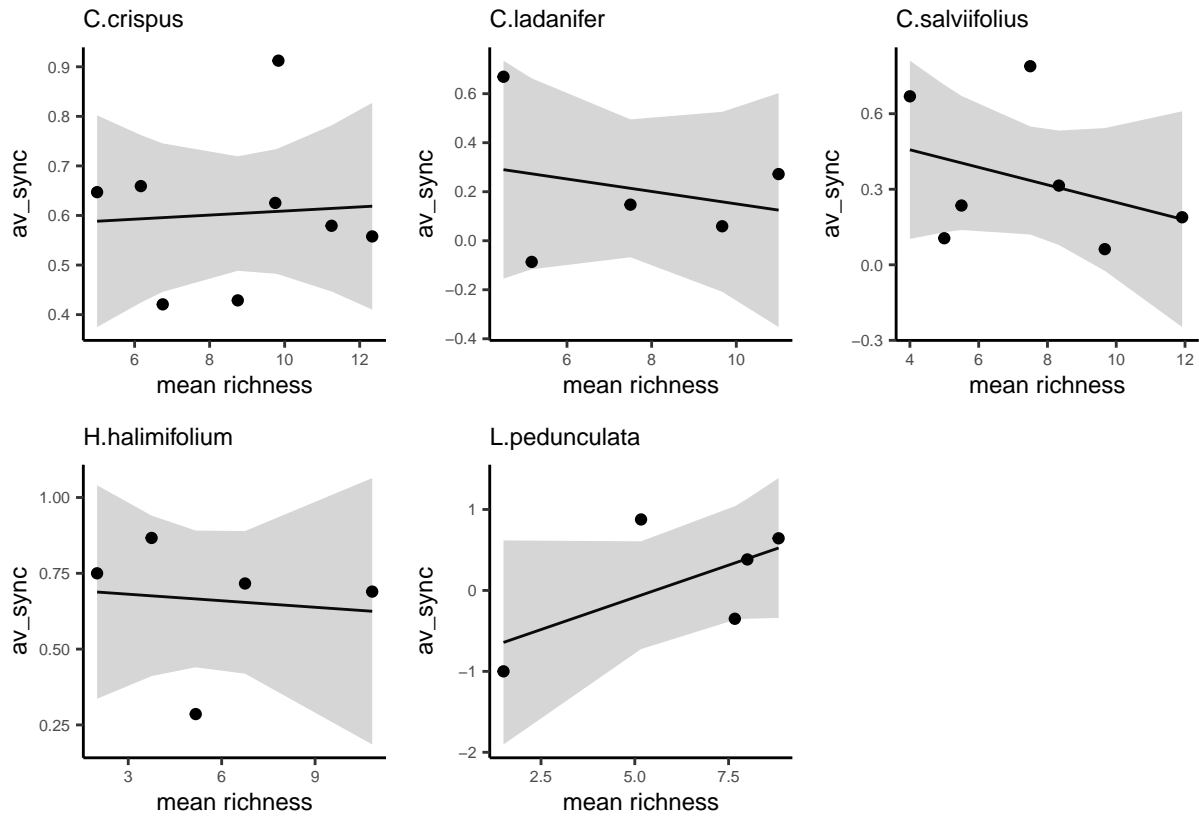 C.crispus
C.ladanifer
C.salviifolius
0.9
0.8
0.7
0.6
0.5
0.4
av_sync
6
8
10
12
mean richness
0.6
0.4
0.2
0.0
−0.2
−0.4
av_sync
6
8
10
mean richness
0.6
0.3
0.0
−0.3
av_sync
4
6
8
10
12
mean richness
H.halimifolium
L.pedunculata
1.00
0.75
0.50
0.25
av_sync
3
6
9
mean richness
1
0
−1
−2
av_sync
2.5
5.0
7.5
mean richness